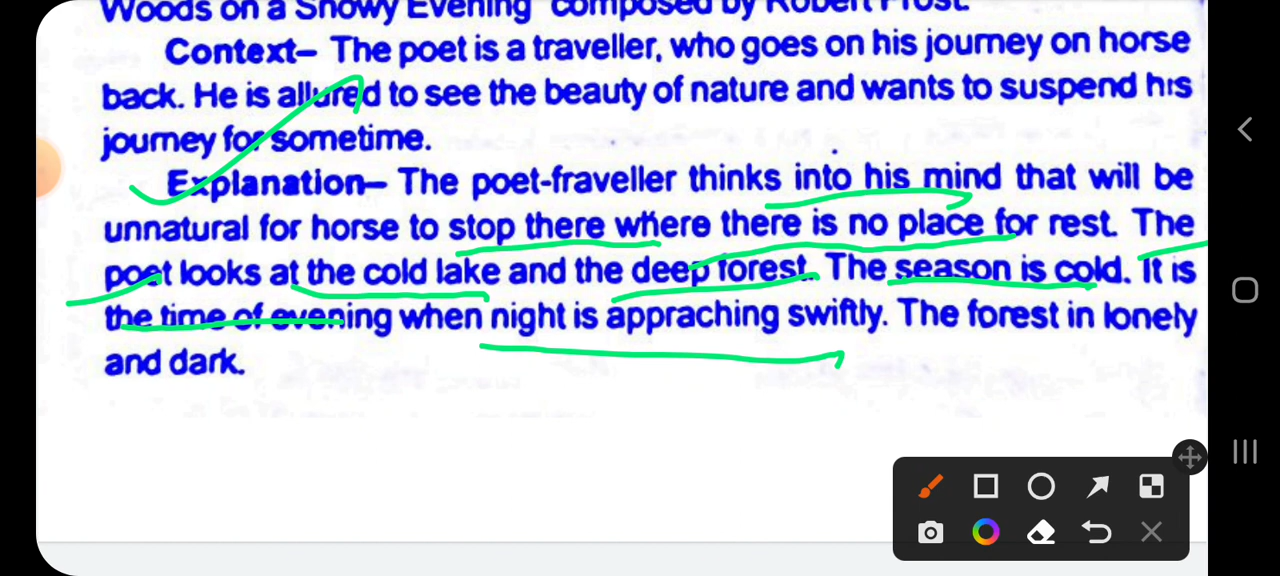 Woods on a Snowy Evening" composed by Robert Frost.
Context– The poet is a traveller, who goes on his journey on horse
back. He is allured to see the beauty of nature and wants to suspend his
journey for sometime.
Explanation– The poet-fraveller thinks into his mind that will be
unnatural for horse to stop there where there is no place for rest. The
poet looks at the cold lake and the deep forest. The season is cold. It is
the time of evening when night is appraching swiftly. The forest in lonely
and dark.